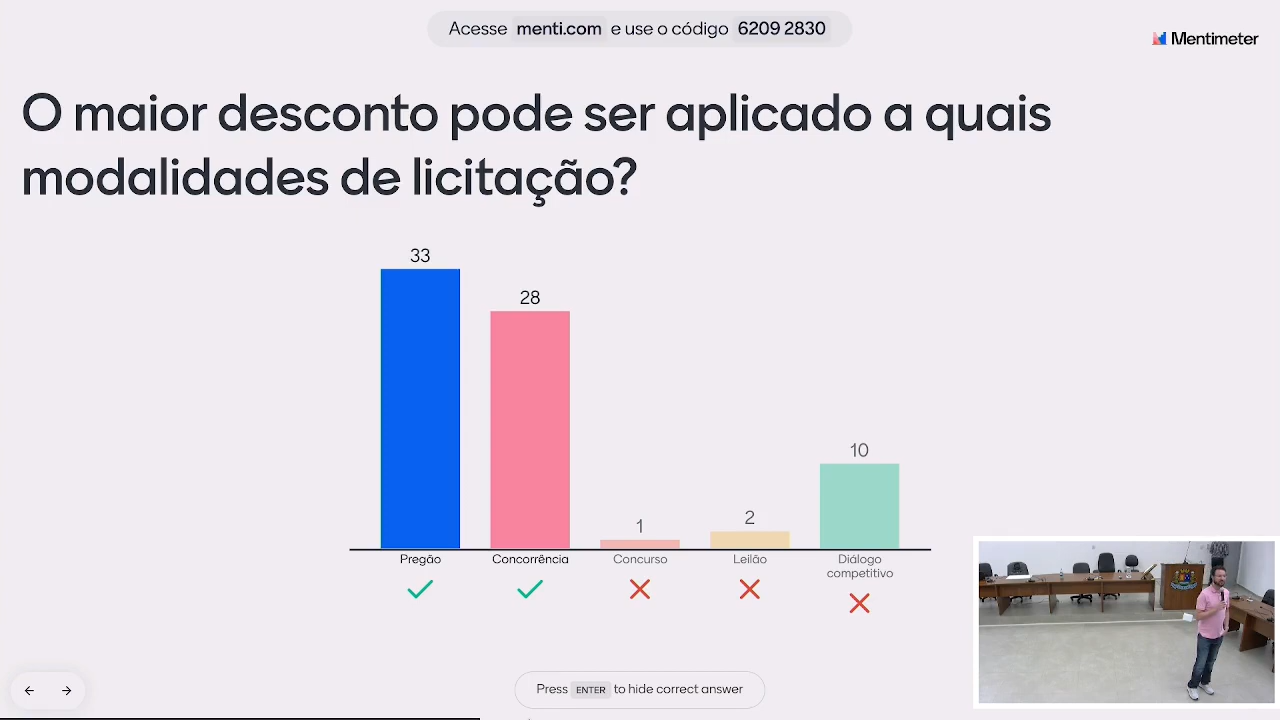 Acesse menti.com e use o código 6209 2830
Mentimeter
O maior desconto pode ser aplicado a quais
modalidades de licitação?
33
28
1
2
10
Pregão
Concorrência
Concurso
Leilão
Diálogo
competitivo
Press ENTER to hide correct answer